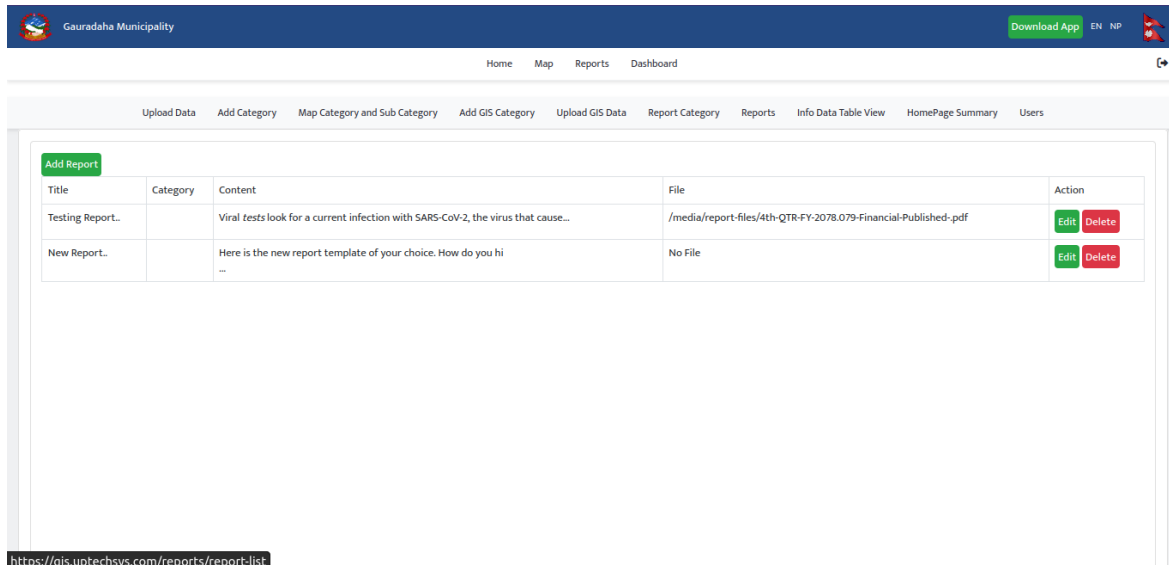 Gauradaha Municipality
Download App EN NP
Home Map Reports Dashboard
Upload Data Add Category Map Category and Sub Category Add GIS Category Upload GIS Data Report Category Reports Info Data Table View HomePage Summary Users
Add Report
Title Category Content File Action
Testing Report.. Viral tests look for a current infection with SARS-CoV-2, the virus that cause... /media/report-files/4th-QTR-FY-2078.079-Financial-Published-.pdf Edit Delete
New Report.. Here is the new report template of your choice. How do you hi No File Edit Delete
...
https://gis.uptechsys.com/reports/report-list